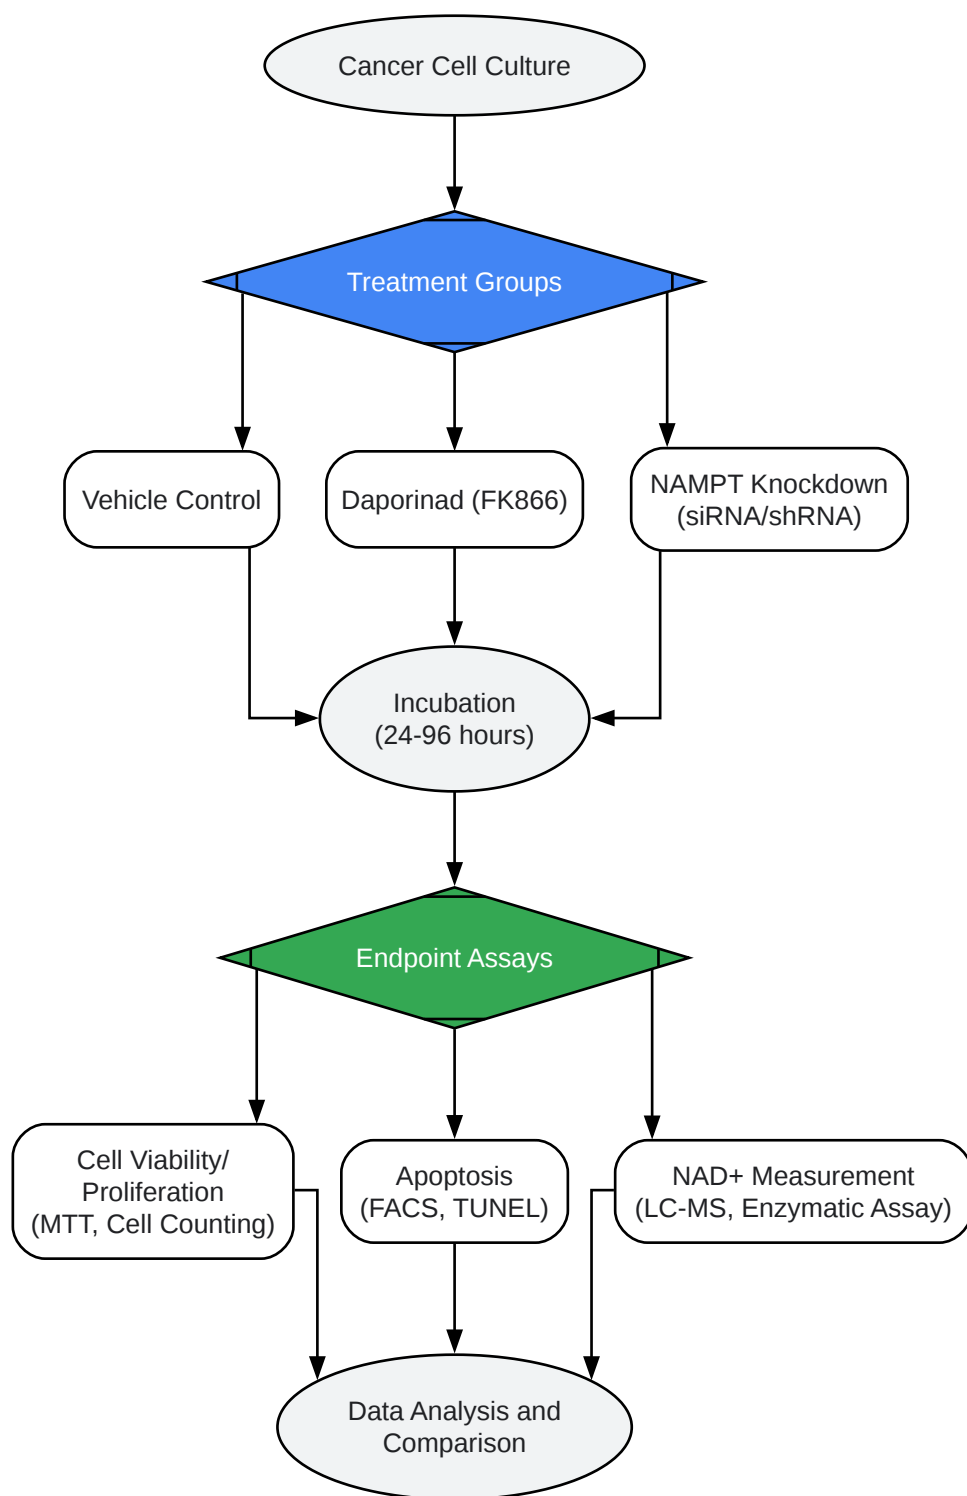 Cancer Cell Culture
Treatment Groups
Vehicle Control
Daporinad (FK866)
NAMPT Knockdown
(siRNA/shRNA)
Incubation
(24-96 hours)
Endpoint Assays
Cell Viability/
Proliferation
(MTT, Cell Counting)
Apoptosis
(FACS, TUNEL)
NAD+ Measurement
(LC-MS, Enzymatic Assay)
Data Analysis and
Comparison